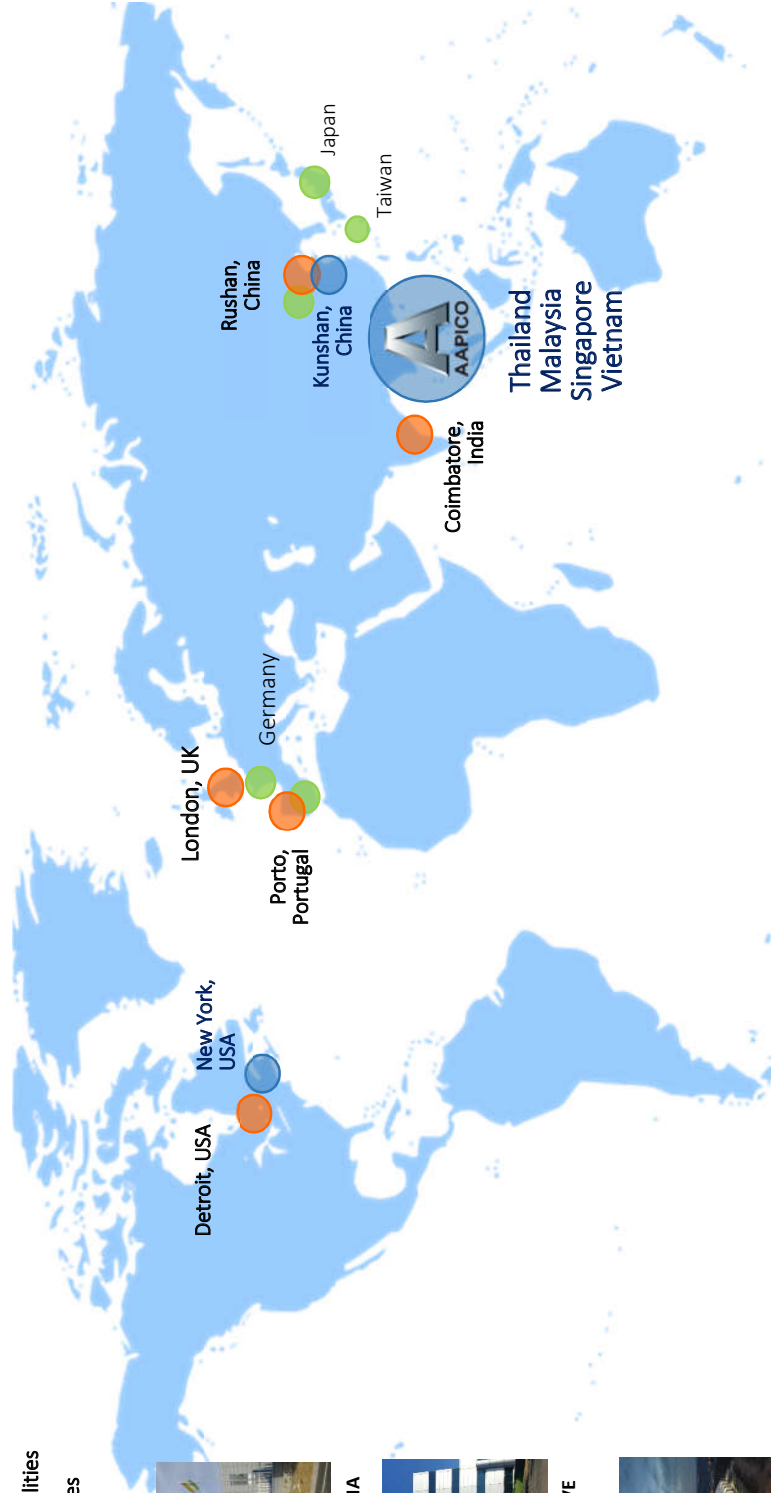 lities
es
IA
VE
Detroit, USA
New York,
USA
London, UK
Porto,
Portugal
Germany
Rushan,
China
Kunshan,
China
Japan
Taiwan
Coimbatore,
India
A
AAPICO
Thailand
Malaysia
Singapore
Vietnam